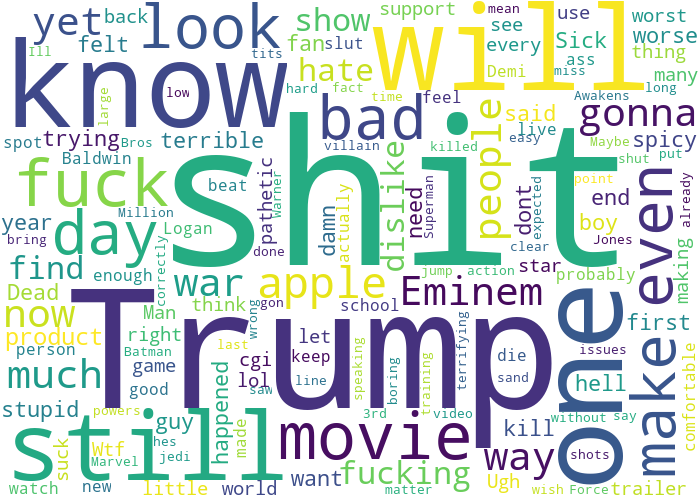 yet
back
look
show
support
see
use
worst
Ill
felt
fan
slut
every
Sick
worse
know
will
tits
mean
ass
thing
hate
Demi
miss
many
low
hard
fact
Awakens
long
large
time
feel
gonna
spot
trying
Bros
terrible
bad
people
said
live
spicy
Baldwin
villain
killed
easy
Maybe
shut
put
fuck
shit
beat
pathetic
Warner
damn
actually
dislike
need
Superman
dont
expected
end
point
even
already
year
Million
Logan
boy
bring
day
correctly
done
clear
Jones
making
find
enough
war
apple
jump
action
star
probably
Dead
Man
think
wrong
gon
school
Eminem
one
first
now
product
right
last
let
Trump
issues
person
Batman
cgi
keep
speaking
boring
training
terrifying
die
make
comfortable
much
game
good
lol
saw
line
sand
hell
stupid
powers
still
guy
happened
made
3rd
video
movie
kill
without
say
suck
Wtf
hes
jedi
way
shots
Marvel
fucking
want
Ugh
watch
new
little
world
matter
wish
Force
trailer